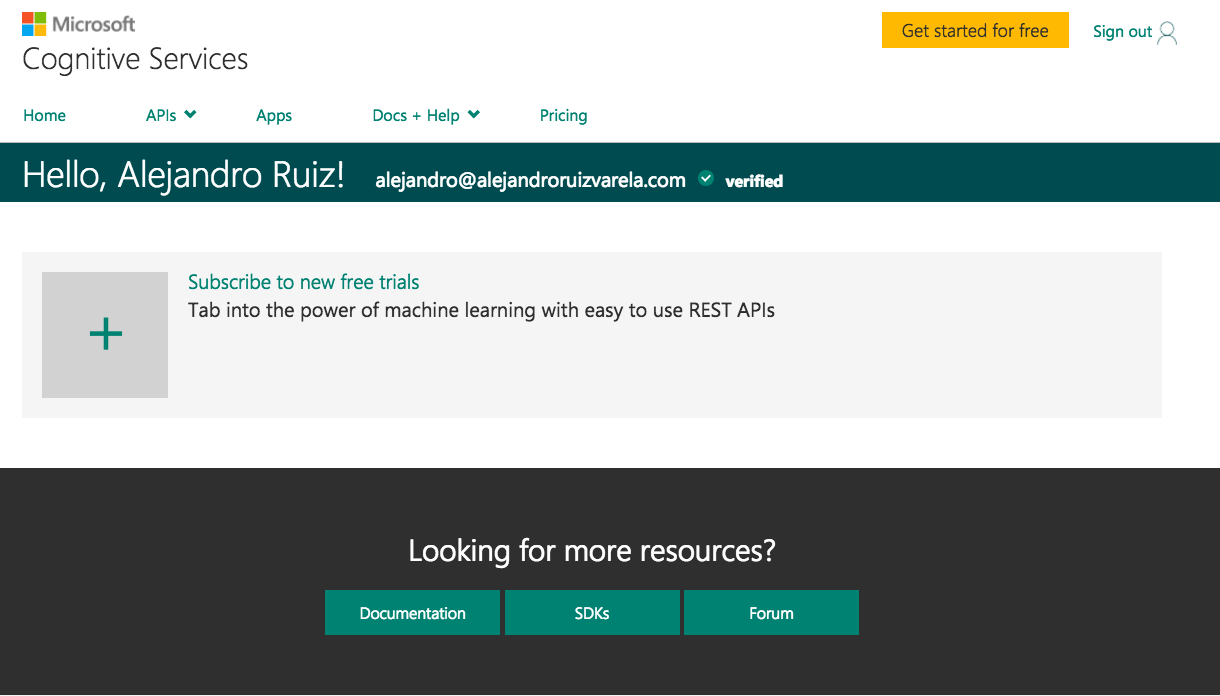 Microsoft
Cognitive Services
Get started for free
Sign out
Home APIs Apps Docs + Help Pricing
Hello, Alejandro Ruiz! alejandro@alejandroruizvarela.com verified
Subscribe to new free trials
Tab into the power of machine learning with easy to use REST APIs
Looking for more resources?
Documentation SDKs Forum